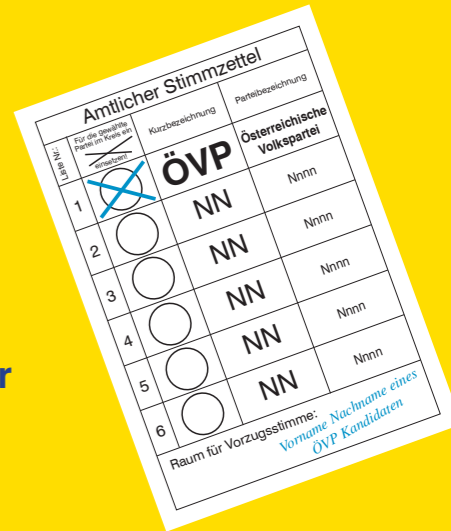 Amtlicher Stimmzettel
Liste Nr.:
Für die gewählte
Partei im Kreis ein
einsetzen!
Kurzbezeichnung
Parteibezeichnung
1 ÖVP Österreichische
Volkspartei
2 NN Nnnn
3 NN Nnnn
4 NN Nnnn
5 NN Nnnn
6 NN Nnnn
Raum für Vorzugsstimme:
Vorname Nachname eines
ÖVP Kandidaten
r